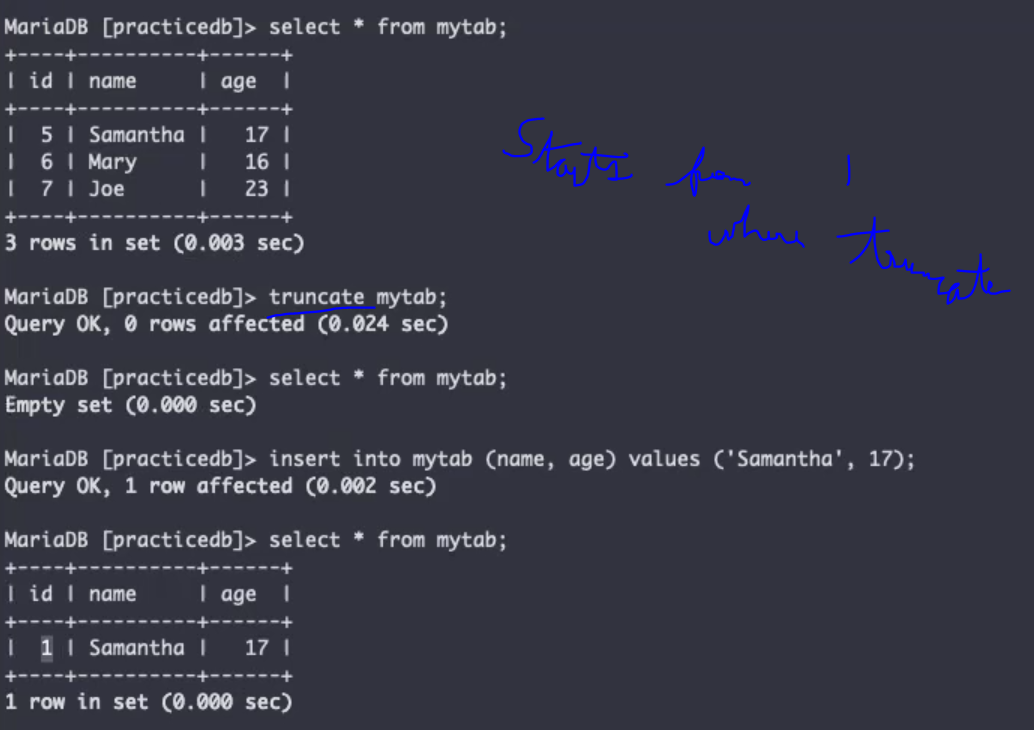 MariaDB [practicedb]> select * from mytab;
+----+----------+------+
| id | name     | age  |
+----+----------+------+
|  5 | Samantha |   17 |
|  6 | Mary     |   16 |
|  7 | Joe      |   23 |
+----+----------+------+
3 rows in set (0.003 sec)
Starts from 1
where truncate
MariaDB [practicedb]> truncate mytab;
Query OK, 0 rows affected (0.024 sec)
MariaDB [practicedb]> select * from mytab;
Empty set (0.000 sec)
MariaDB [practicedb]> insert into mytab (name, age) values ('Samantha', 17);
Query OK, 1 row affected (0.002 sec)
MariaDB [practicedb]> select * from mytab;
+----+----------+------+
| id | name     | age  |
+----+----------+------+
|  1 | Samantha |   17 |
+----+----------+------+
1 row in set (0.000 sec)